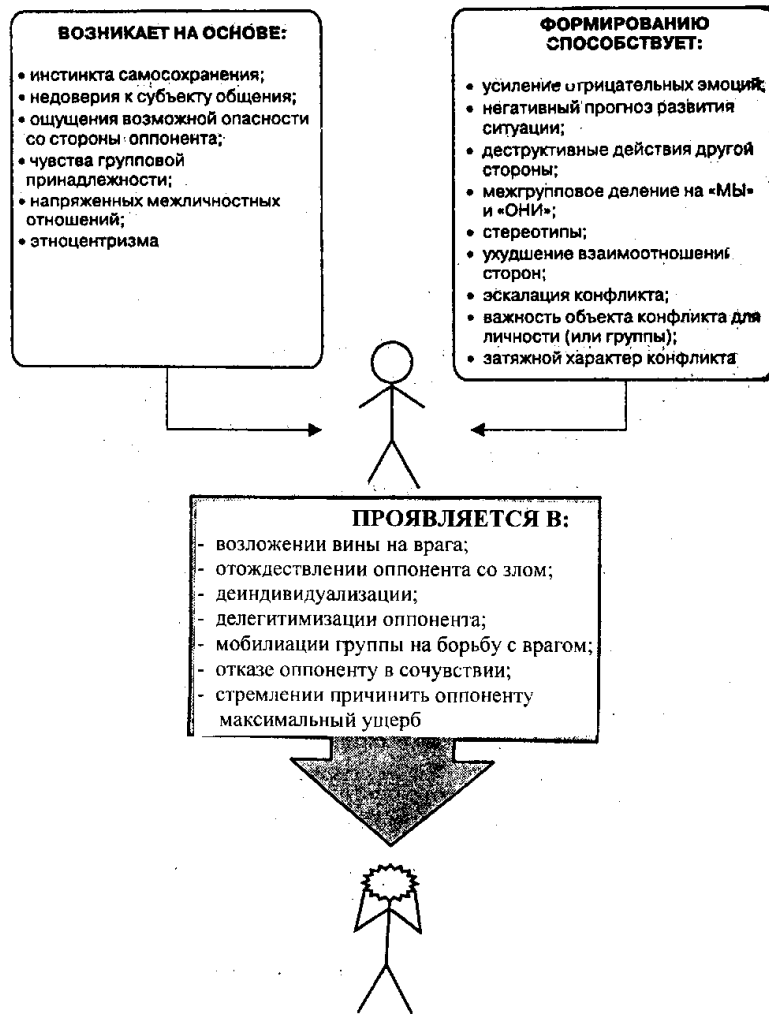 ВОЗНИКАЕТ НА ОСНОВЕ:
• инстинкта самосохранения;
• недоверия к субъекту общения;
• ощущения возможной опасности
со стороны оппонента;
• чувства групповой
принадлежности;
• напряженных межличностных
отношений;
• этноцентризма
ФОРМИРОВАНИЮ
СПОСОБСТВУЕТ:
• усиление отрицательных эмоций;
• негативный прогноз развития
ситуации;
• деструктивные действия другой
стороны;
• межгрупповое деление на «МЫ»
и «ОНИ»;
• стереотипы;
• ухудшение взаимоотношений
сторон;
• эскалация конфликта;
• важность объекта конфликта для
личности (или группы);
• затяжной характер конфликта
ПРОЯВЛЯЕТСЯ В:
- возложении вины на врага;
- отождествлении оппонента со злом;
- деиндивидуализации;
- делегитимизации оппонента;
- мобилиации группы на борьбу с врагом;
- отказе оппоненту в сочувствии;
- стремлении причинить оппоненту
максимальный ущерб